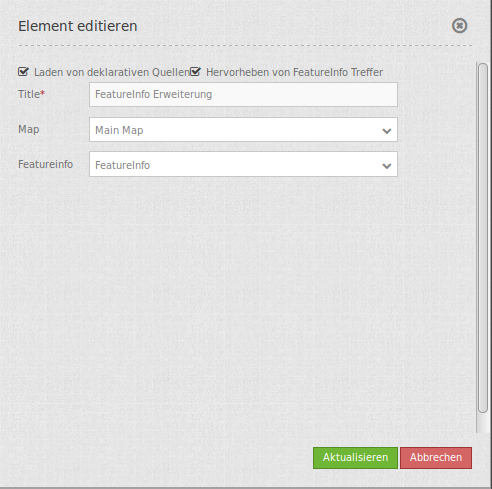 Element editieren
Laden von deklarativen Quellen Hervorheben von FeatureInfo Treffer
Title* FeatureInfo Erweiterung
Map Main Map
Featureinfo FeatureInfo
Aktualisieren Abbrechen